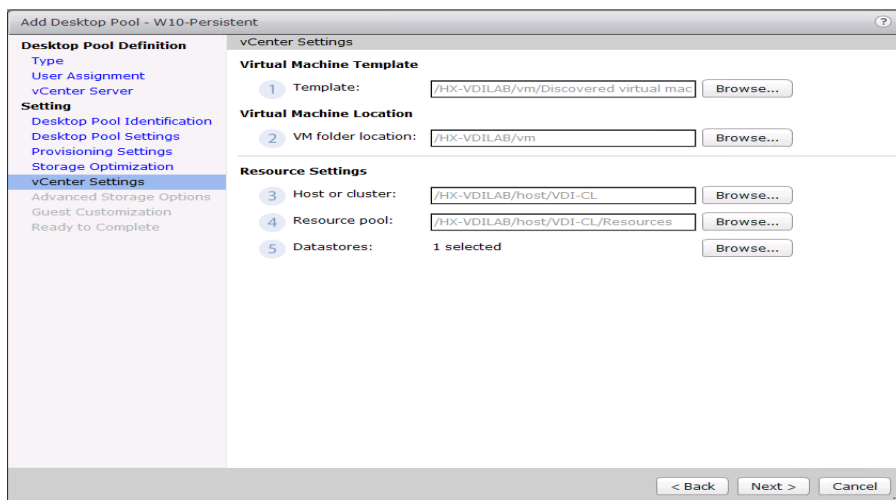 Add Desktop Pool - W10-Persistent ?
Desktop Pool Definition
Type
User Assignment
vCenter Server
Setting
Desktop Pool Identification
Desktop Pool Settings
Provisioning Settings
Storage Optimization
vCenter Settings
Advanced Storage Options
Guest Customization
Ready to Complete
vCenter Settings
Virtual Machine Template
1 Template: /HX-VDILAB/vm/Discovered virtual mac Browse...
Virtual Machine Location
2 VM folder location: /HX-VDILAB/vm Browse...
Resource Settings
3 Host or cluster: /HX-VDILAB/host/VDI-CL Browse...
4 Resource pool: /HX-VDILAB/host/VDI-CL/Resources Browse...
5 Datastores: 1 selected Browse...
< Back Next > Cancel